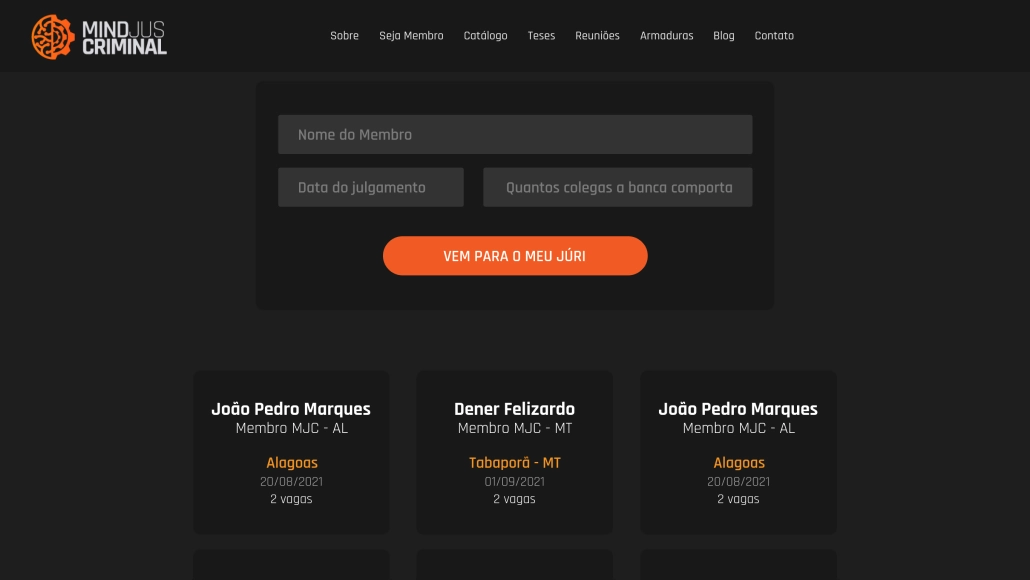 MINDJUS
CRIMINAL
Sobre
Seja Membro
Catálogo
Teses
Reuniões
Armaduras
Blog
Contato
Nome do Membro
Data do julgamento
Quantos colegas a banca comporta
VEM PARA O MEU JÚRI
João Pedro Marques
Membro MJC - AL
Alagoas
20/08/2021
2 vagas
Dener Felizardo
Membro MJC - MT
Tabaporã - MT
01/09/2021
2 vagas
João Pedro Marques
Membro MJC - AL
Alagoas
20/08/2021
2 vagas